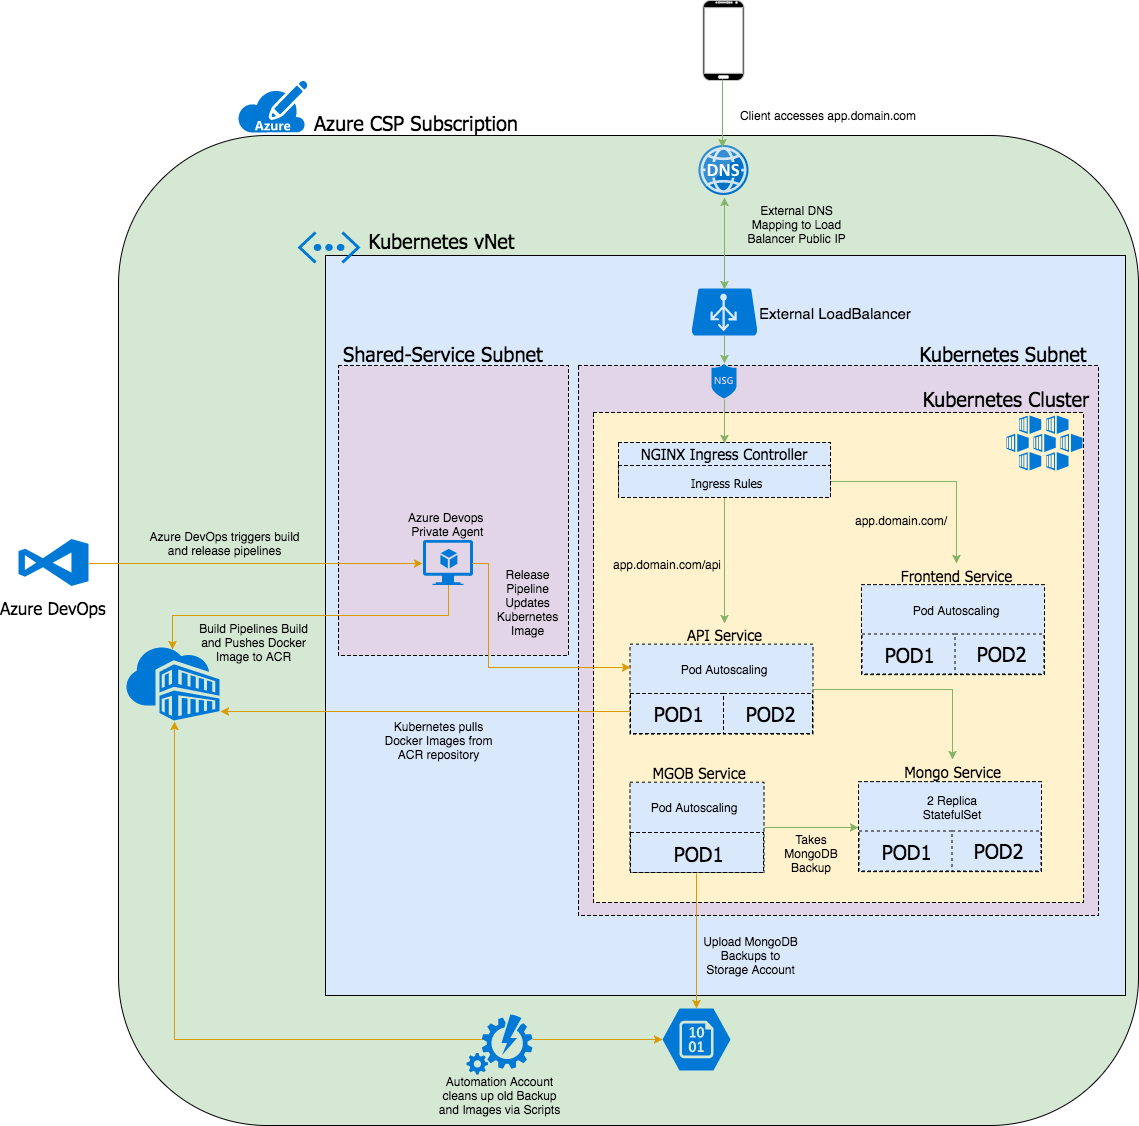 Client accesses app.domain.com
Azure
Azure CSP Subscription
DNS
External DNS
Mapping to Load
Balancer Public IP
Kubernetes vNet
External LoadBalancer
Shared-Service Subnet
Kubernetes Subnet
NSG
Kubernetes Cluster
NGINX Ingress Controller
Ingress Rules
app.domain.com/
app.domain.com/api
Azure Devops
Private Agent
Azure DevOps triggers build
and release pipelines
Azure DevOps
Release
Pipeline
Updates
Kubernetes
Image
Build Pipelines Build
and Pushes Docker
Image to ACR
Frontend Service
Pod Autoscaling
POD1
POD2
API Service
Pod Autoscaling
POD1
POD2
Kubernetes pulls
Docker Images from
ACR repository
MGOB Service
Pod Autoscaling
POD1
Takes
MongoDB
Backup
Mongo Service
2 Replica
StatefulSet
POD1
POD2
Upload MongoDB
Backups to
Storage Account
10
01
Automation Account
cleans up old Backup
and Images via Scripts